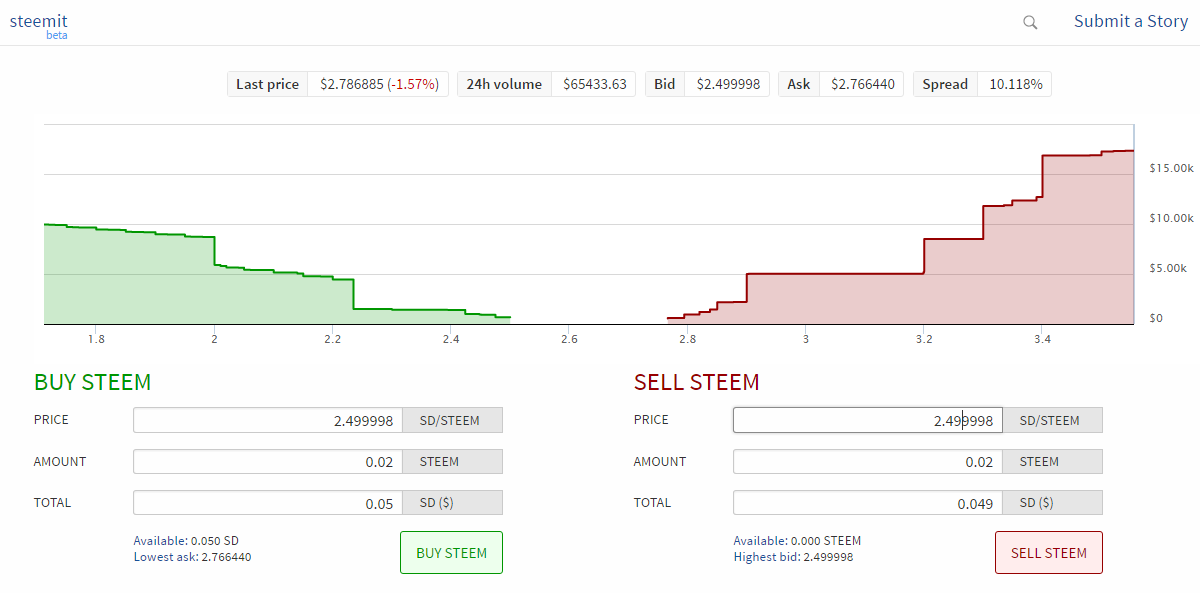 steemit
beta
Submit a Story
Last price $2.786885 (-1.57%) 24h volume $65433.63 Bid $2.499998 Ask $2.766440 Spread 10.118%
$15.00k
$10.00k
$5.00k
$0
1.8 2 2.2 2.4 2.6 2.8 3 3.2 3.4
BUY STEEM
PRICE 2.499998 SD/STEEM
AMOUNT 0.02 STEEM
TOTAL 0.05 SD ($)
Available: 0.050 SD
Lowest ask: 2.766440
BUY STEEM
SELL STEEM
PRICE 2.499998 SD/STEEM
AMOUNT 0.02 STEEM
TOTAL 0.049 SD ($)
Available: 0.000 STEEM
Highest bid: 2.499998
SELL STEEM